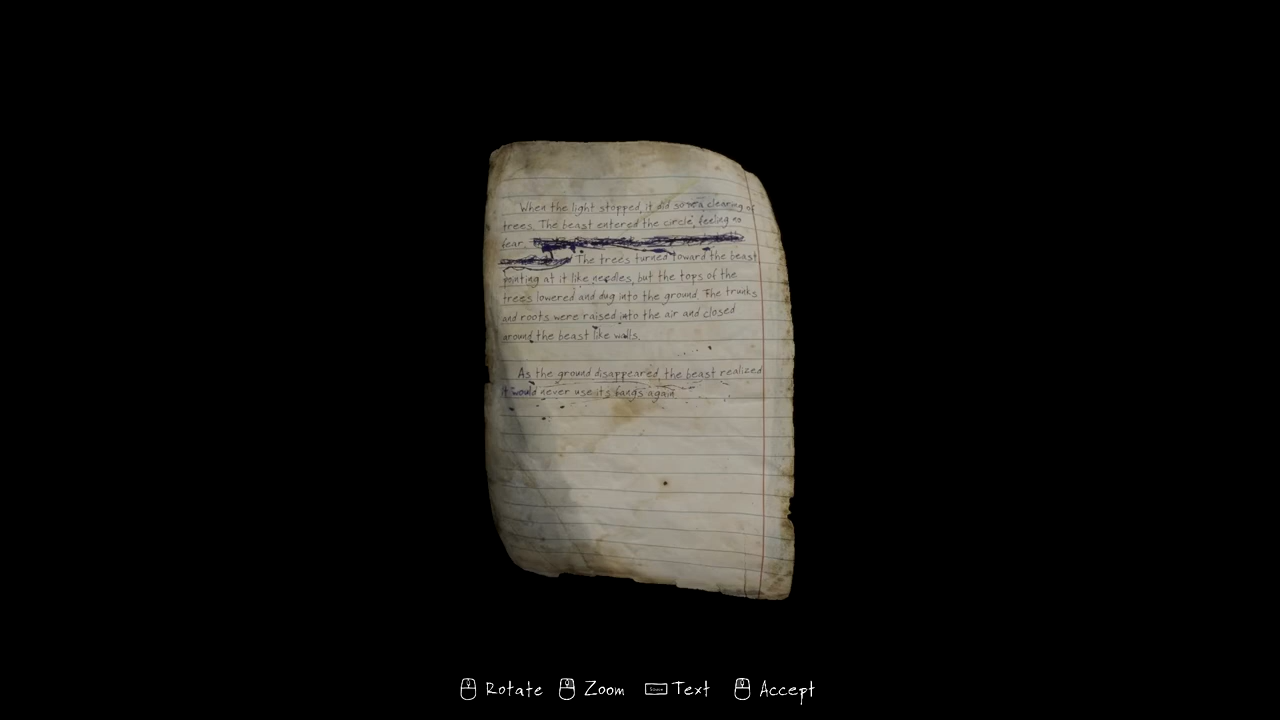 When the light stopped, it did so in a clearing of
trees. The beast entered the circle, feeling no
fear.
The trees turned toward the beast
pointing at it like needles, but the tops of the
trees lowered and dug into the ground. The trunks
and roots were raised into the air and closed
around the beast like walls.
As the ground disappeared, the beast realized
it would never use its fangs again
Rotate
Zoom
Text
Accept